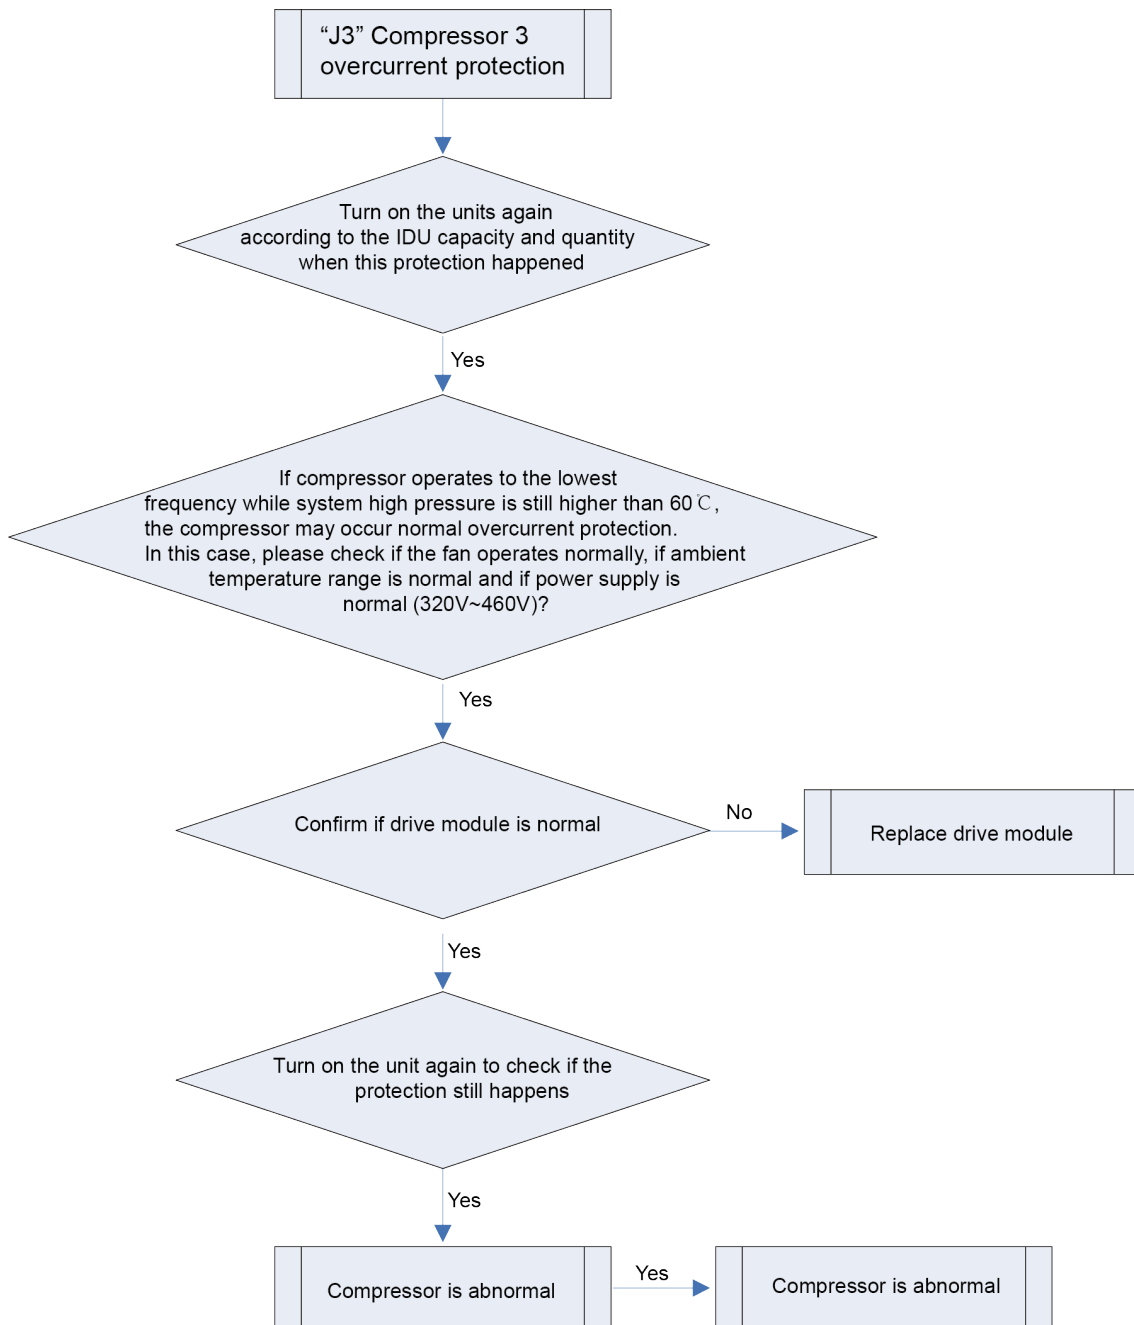 “J3” Compressor 3
overcurrent protection
Turn on the units again
according to the IDU capacity and quantity
when this protection happened
Yes
If compressor operates to the lowest
frequency while system high pressure is still higher than 60℃,
the compressor may occur normal overcurrent protection.
In this case, please check if the fan operates normally, if ambient
temperature range is normal and if power supply is
normal (320V~460V)?
Yes
Confirm if drive module is normal
No
Replace drive module
Yes
Turn on the unit again to check if the
protection still happens
Yes
Compressor is abnormal
Yes
Compressor is abnormal